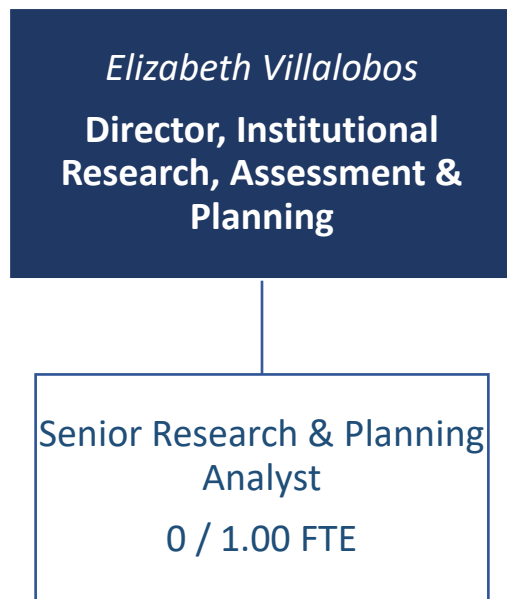 Elizabeth Villalobos
Director, Institutional
Research, Assessment &
Planning
Senior Research & Planning
Analyst
0 / 1.00 FTE